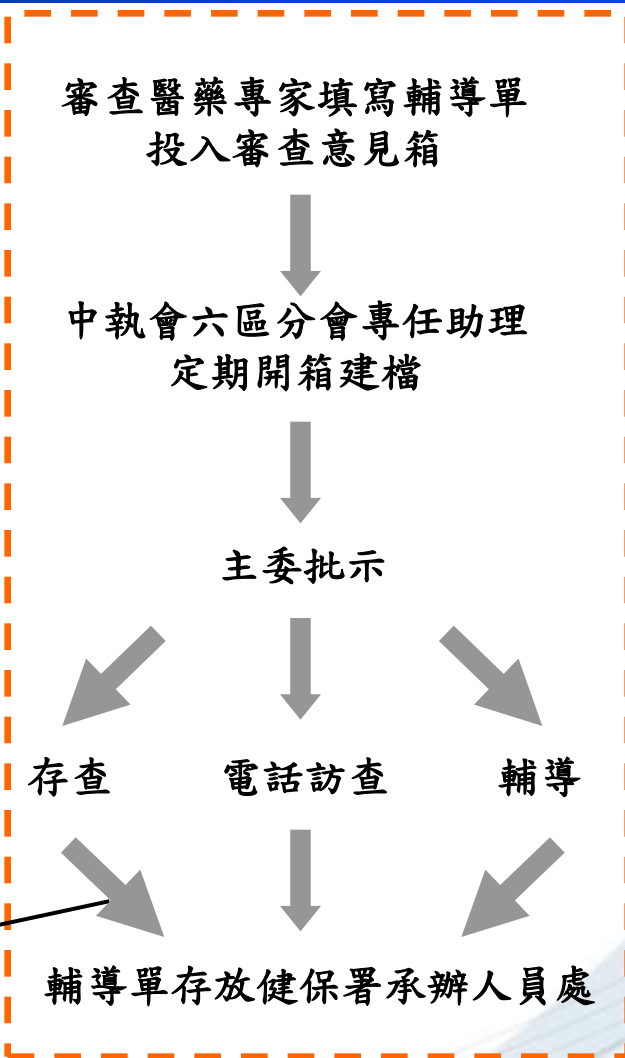 審查醫藥專家填寫輔導單
投入審查意見箱
中執會六區分會專任助理
定期開箱建檔
主委批示
存查
電話訪查
輔導
輔導單存放健保署承辦人員處